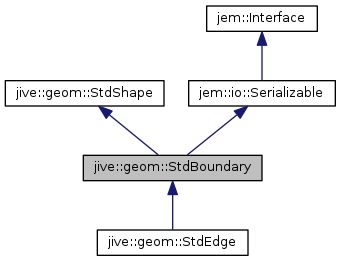 jem::Interface
jive::geom::StdShape
jem::io::Serializable
jive::geom::StdBoundary
jive::geom::StdEdge